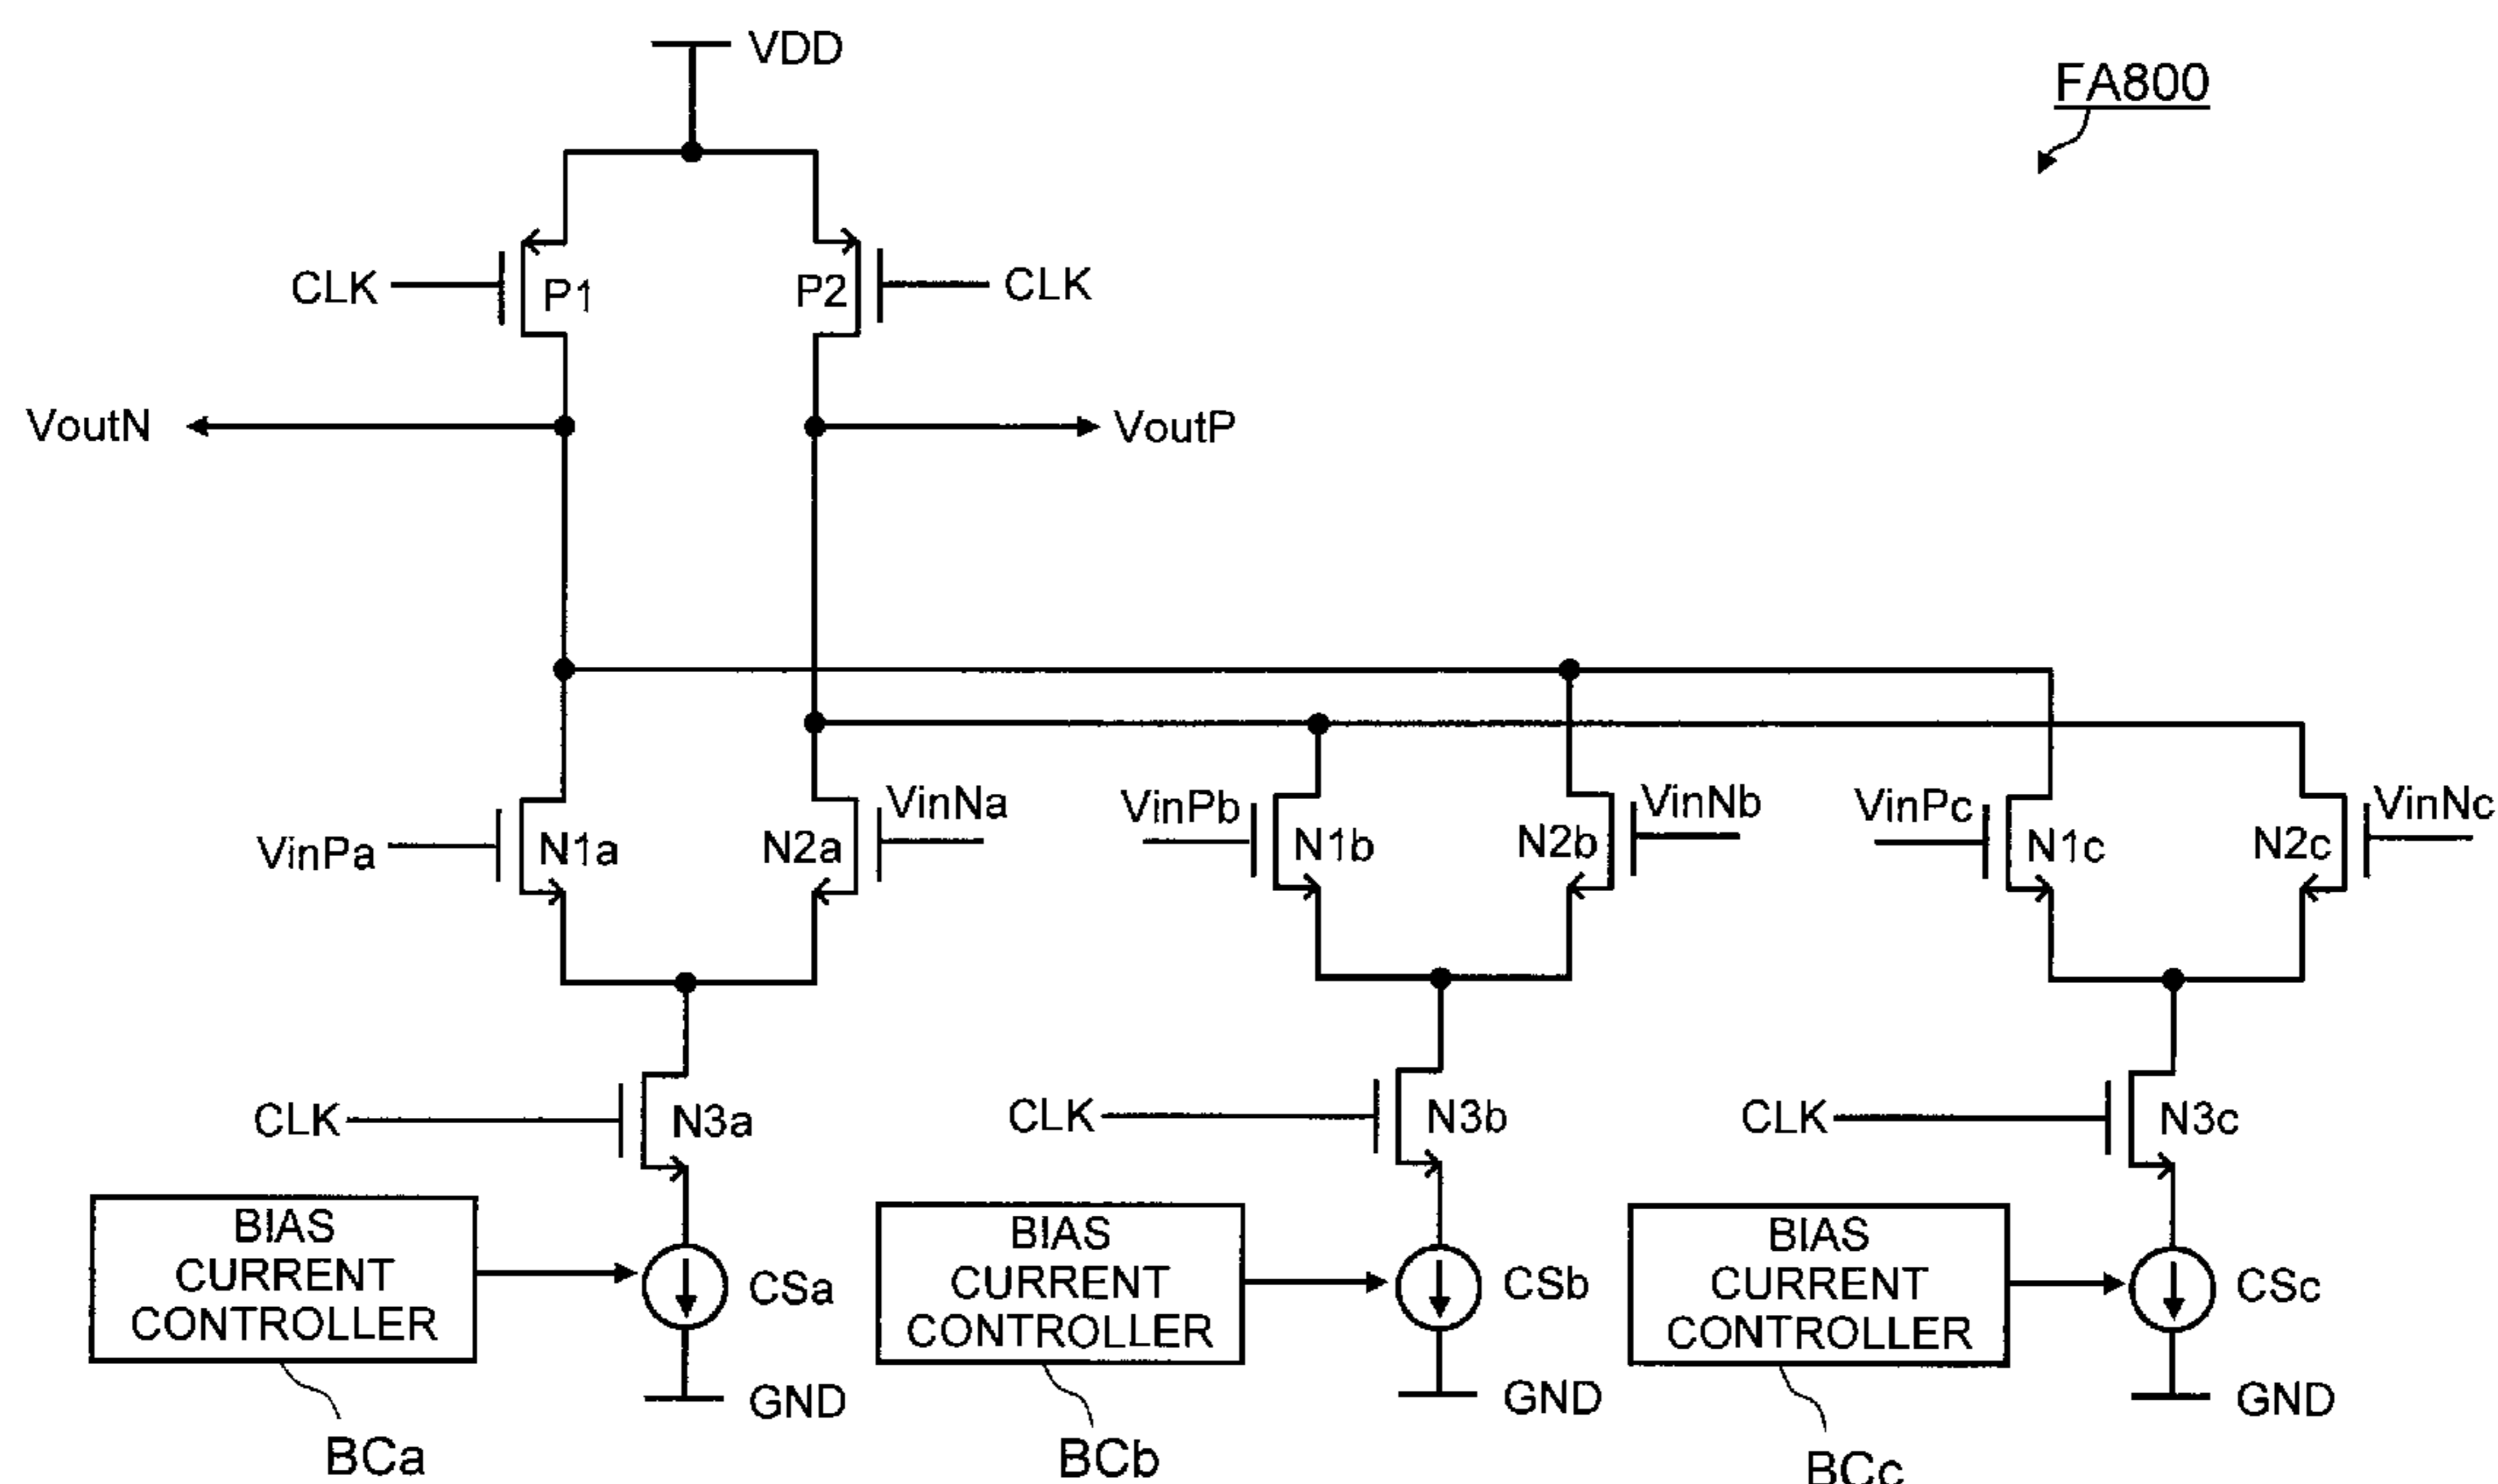 VDD
FA800
CLK
P1
P2
CLK
VoutN
VoutP
VinPa
N1a
N2a
VinNa
VinPb
N1b
N2b
VinNb
VinPc
N1c
N2c
VinNc
CLK
N3a
CLK
N3b
CLK
N3c
BIAS
CURRENT
CONTROLLER
CSa
BIAS
CURRENT
CONTROLLER
CSb
BIAS
CURRENT
CONTROLLER
CSc
GND
GND
GND
BCa
BCb
BCc